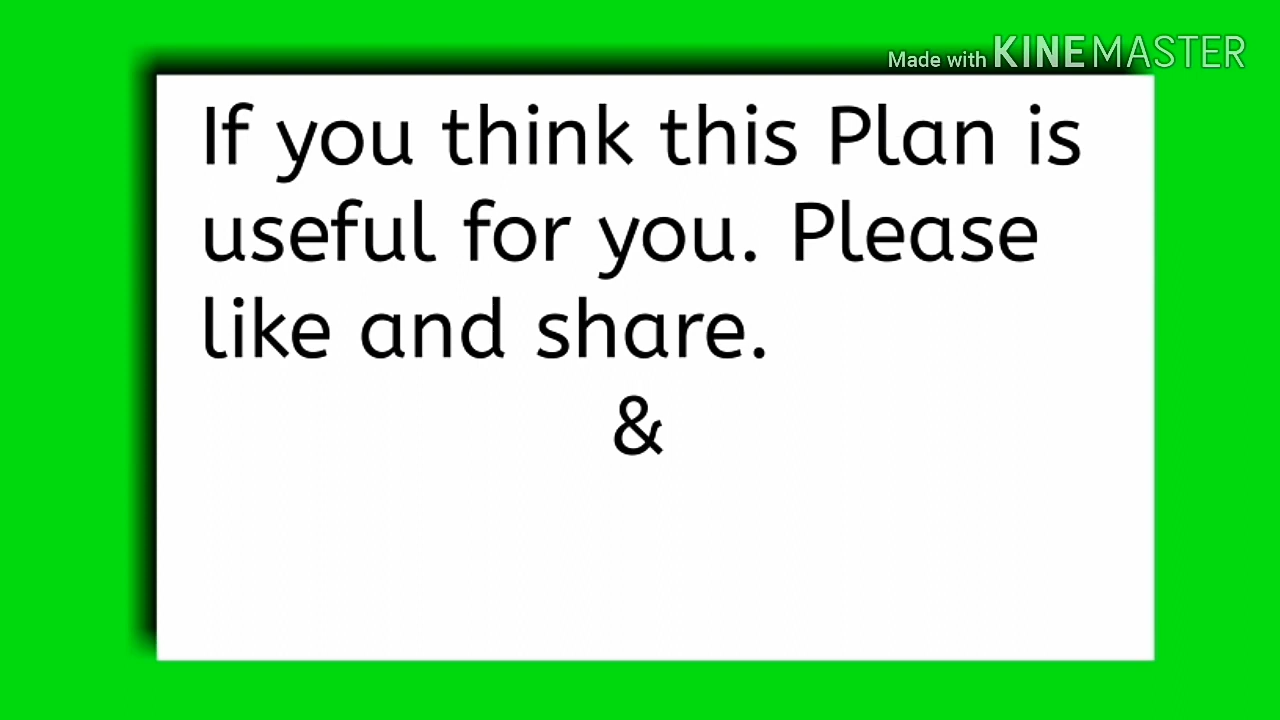 Made with KINEMASTER
If you think this Plan is
useful for you. Please
like and share.
&